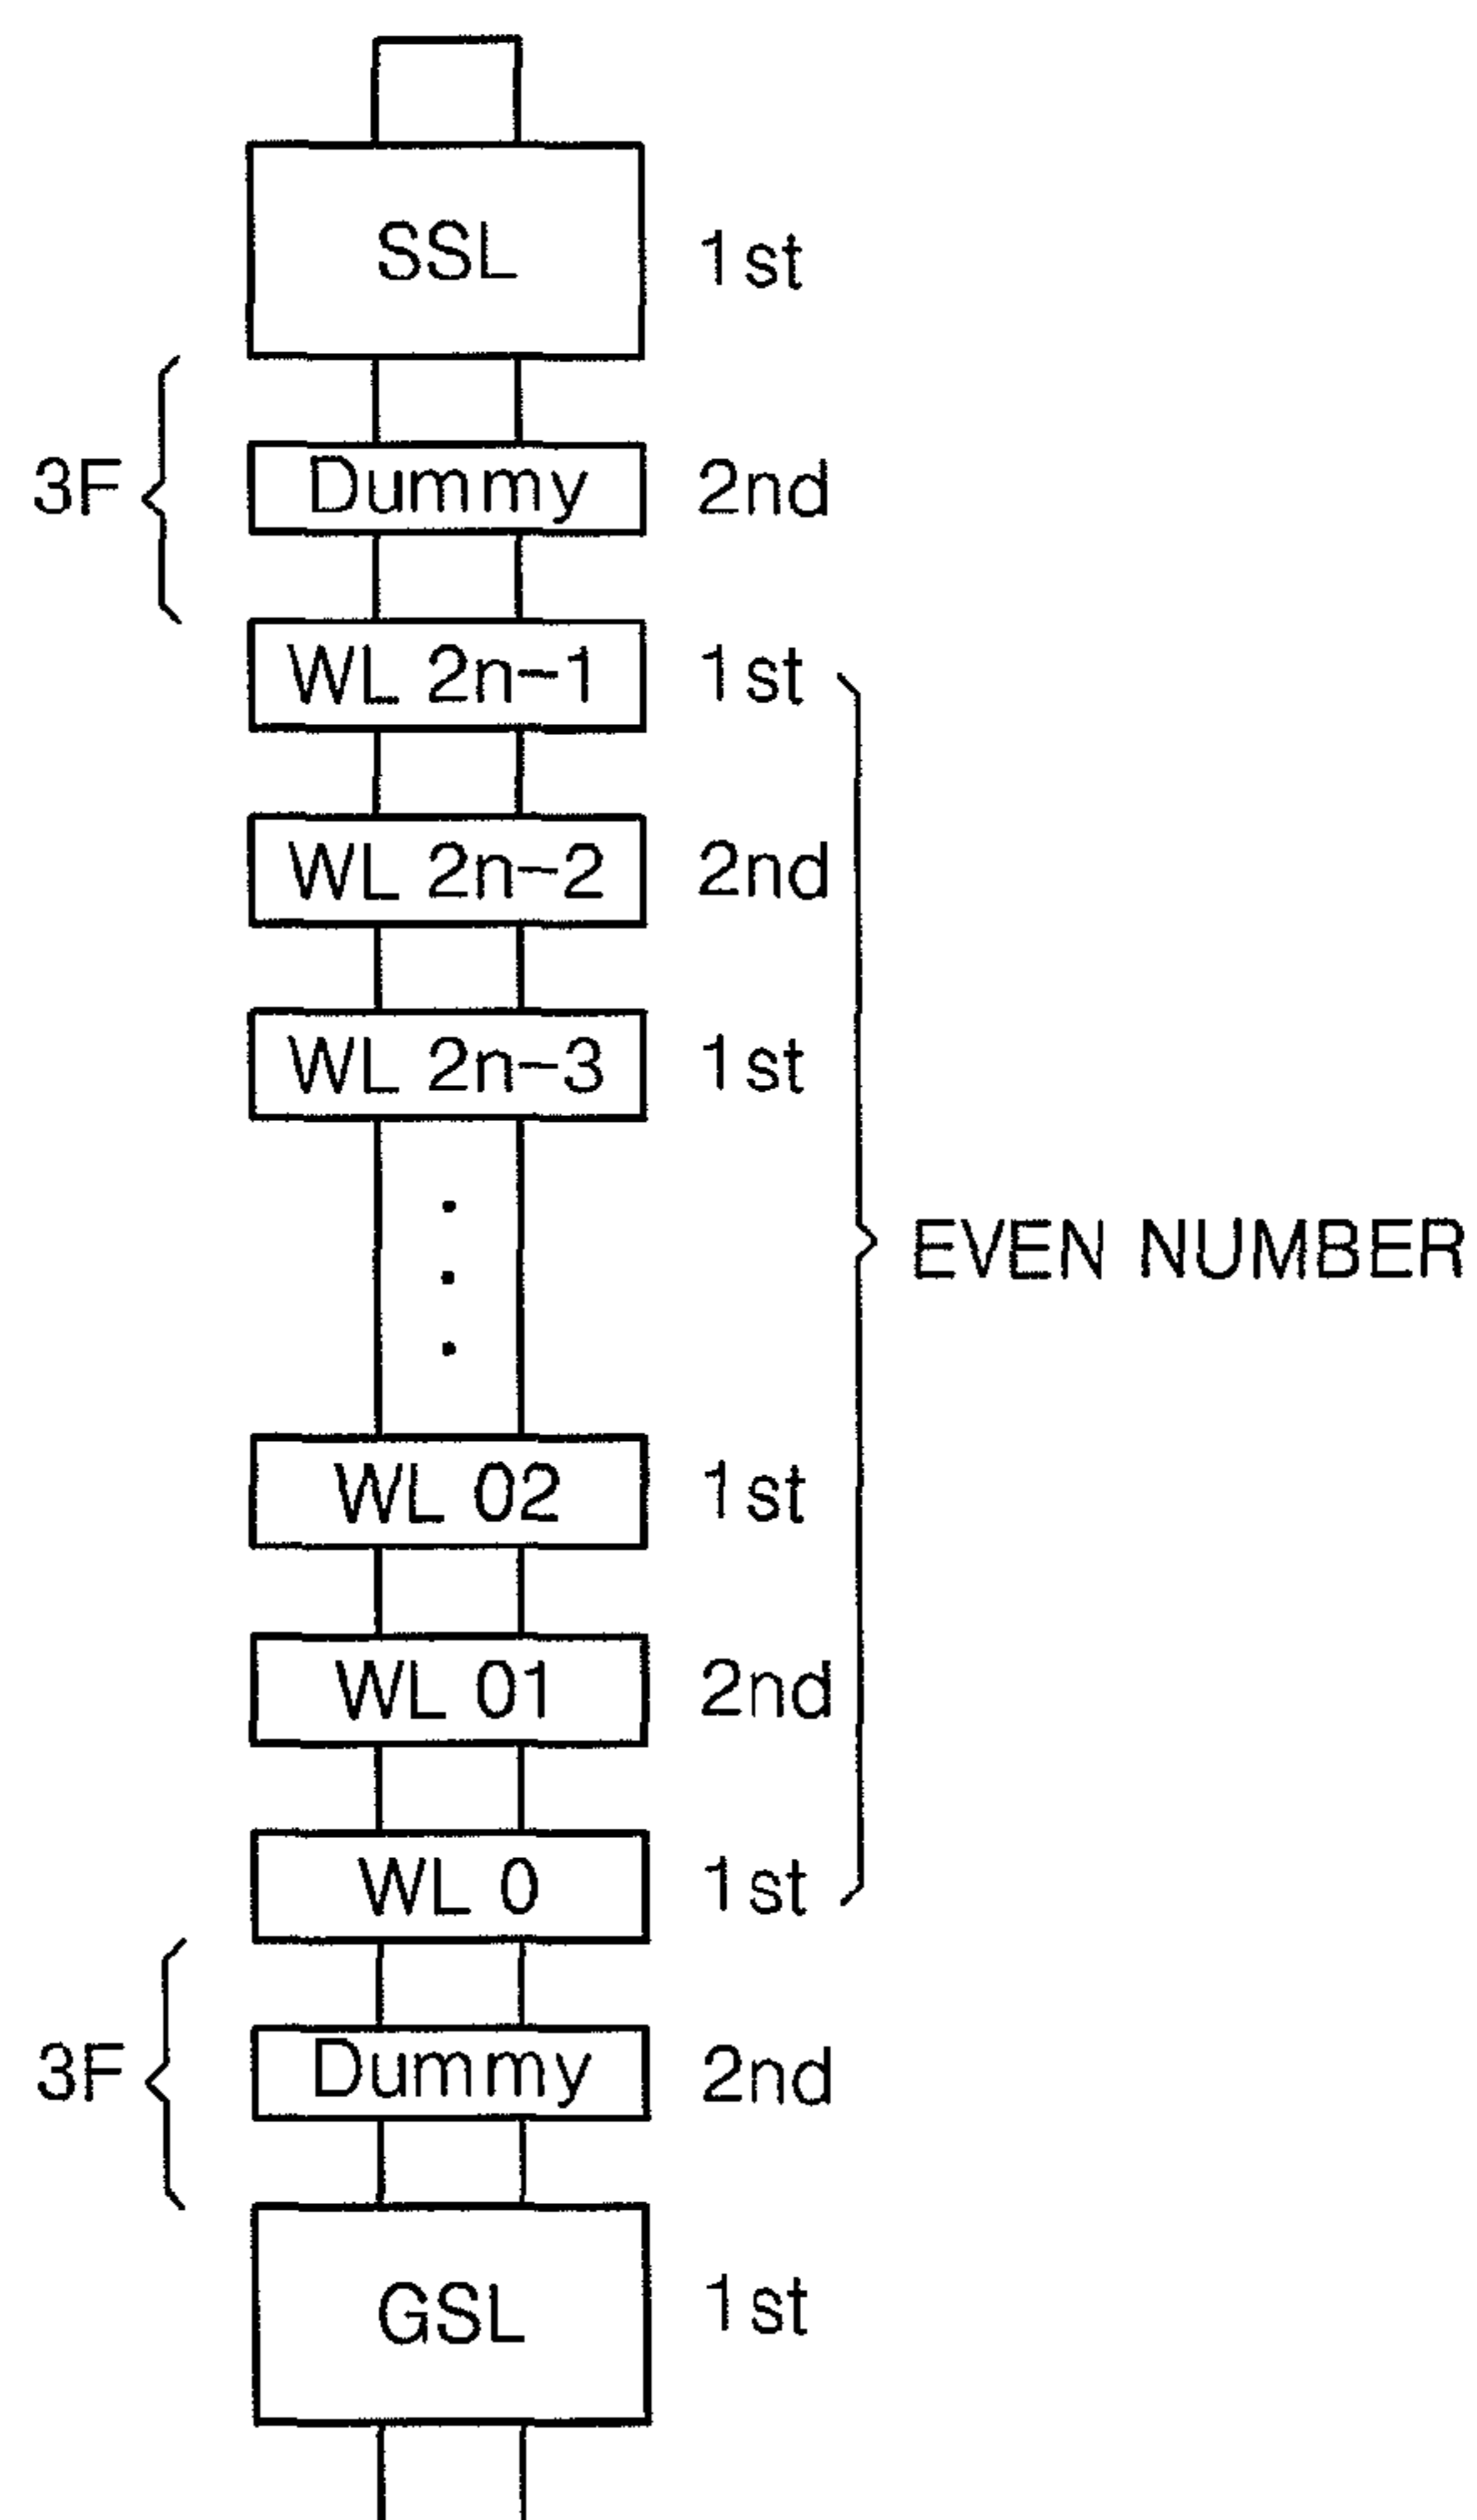 SSL 1st
3F Dummy 2nd
WL 2n-1 1st
WL 2n-2 2nd
WL 2n-3 1st
EVEN NUMBER
WL 02 1st
WL 01 2nd
WL 0 1st
3F Dummy 2nd
GSL 1st